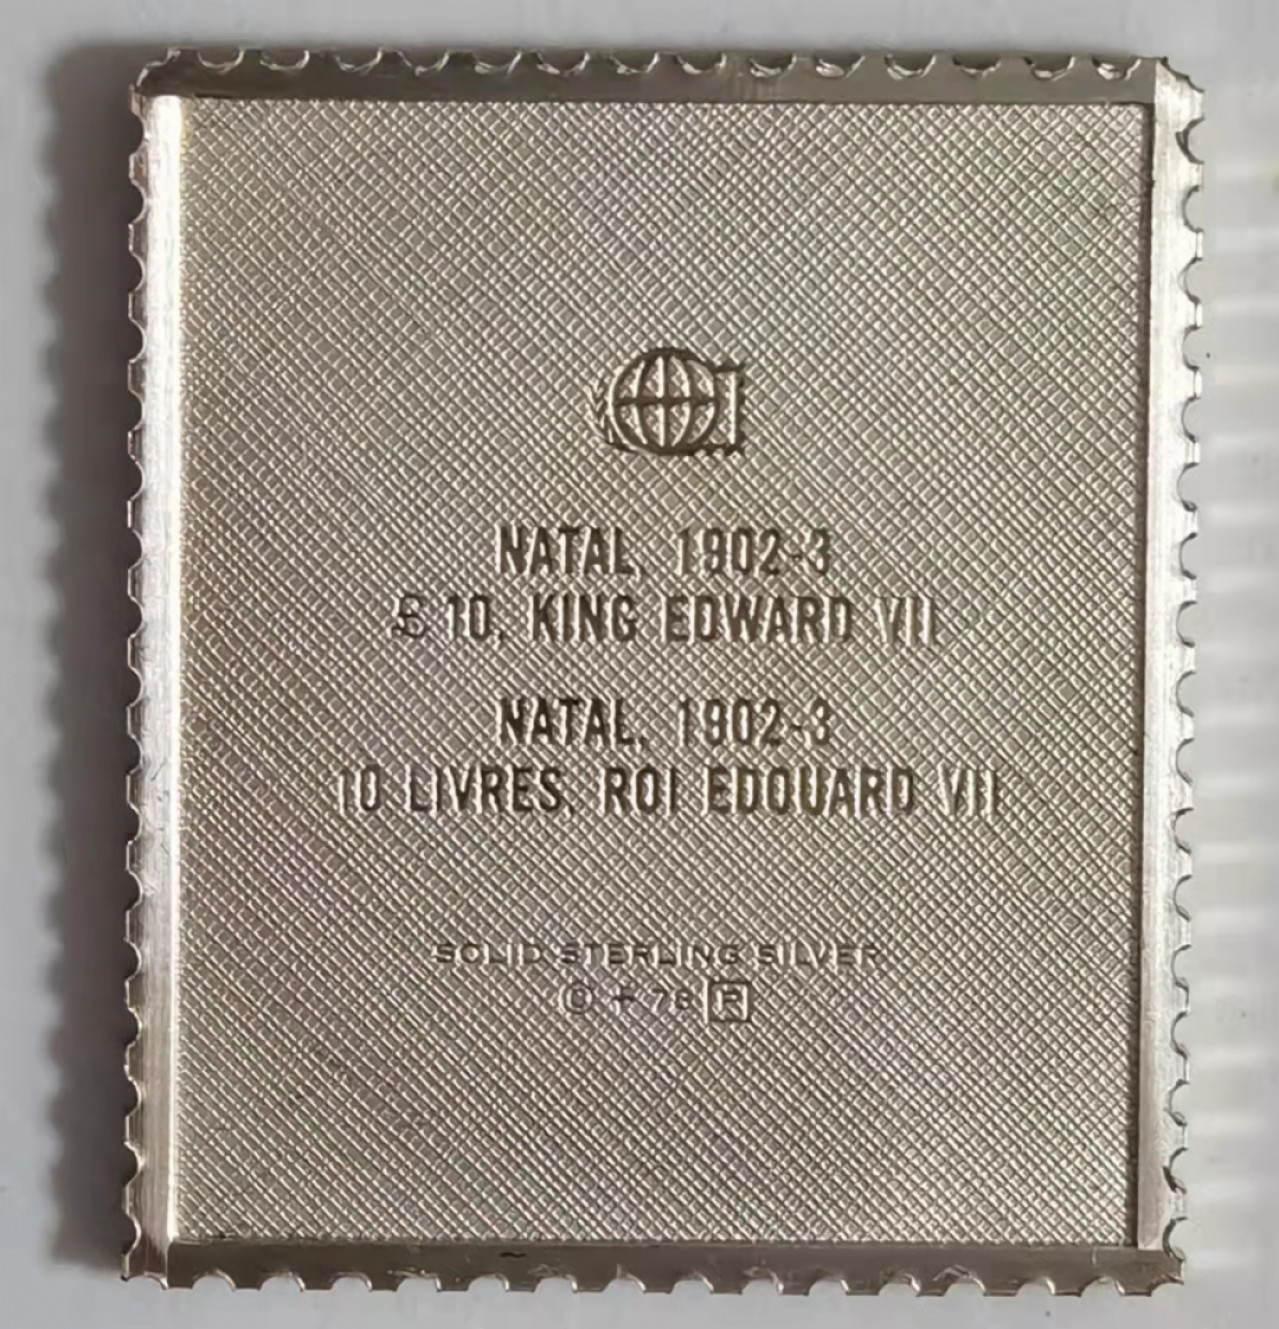 NATAL, 1902-3
£10, KING EDWARD VII
NATAL, 1902-3
10 LIVRES, ROI EDOUARD VII
SOLID STERLING SILVER
© + 78 F